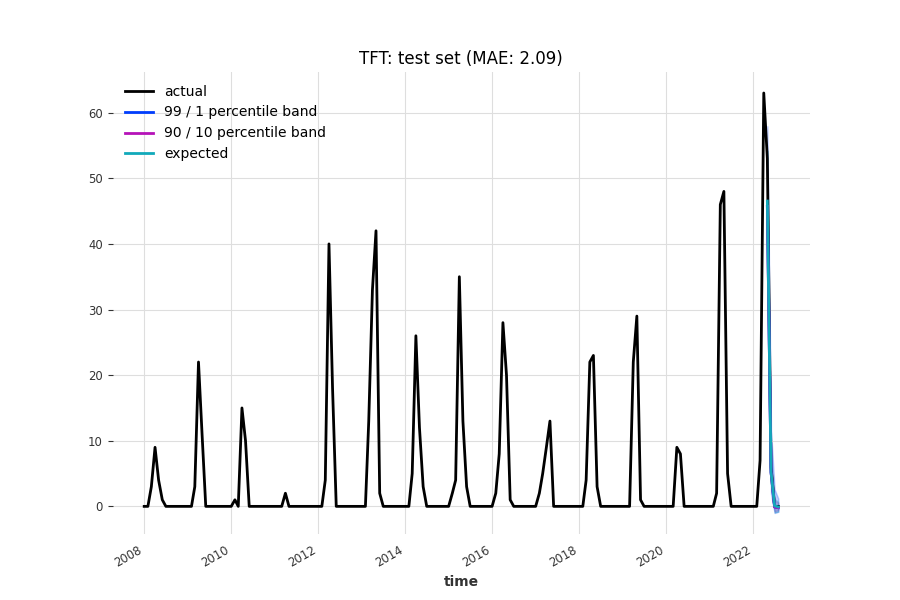 TFT: test set (MAE: 2.09)
actual
99 / 1 percentile band
90 / 10 percentile band
expected
60
50
40
30
20
10
0
2008
2010
2012
2014
2016
2018
2020
2022
time